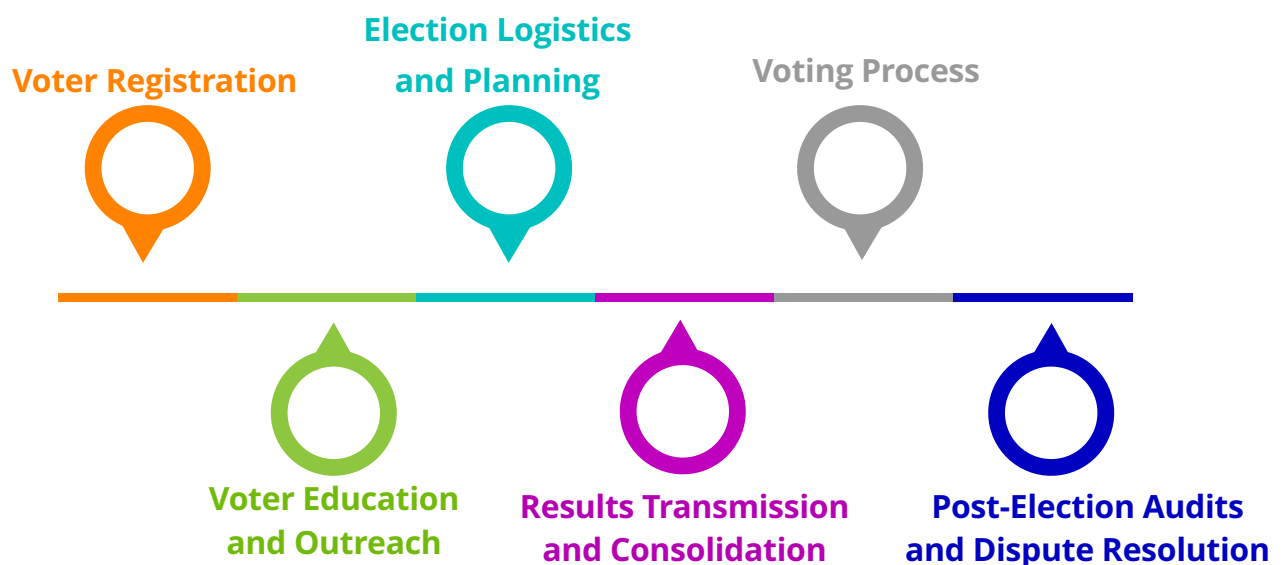 Voter Registration
Election Logistics
and Planning
Voting Process
Voter Education
and Outreach
Results Transmission
and Consolidation
Post-Election Audits
and Dispute Resolution